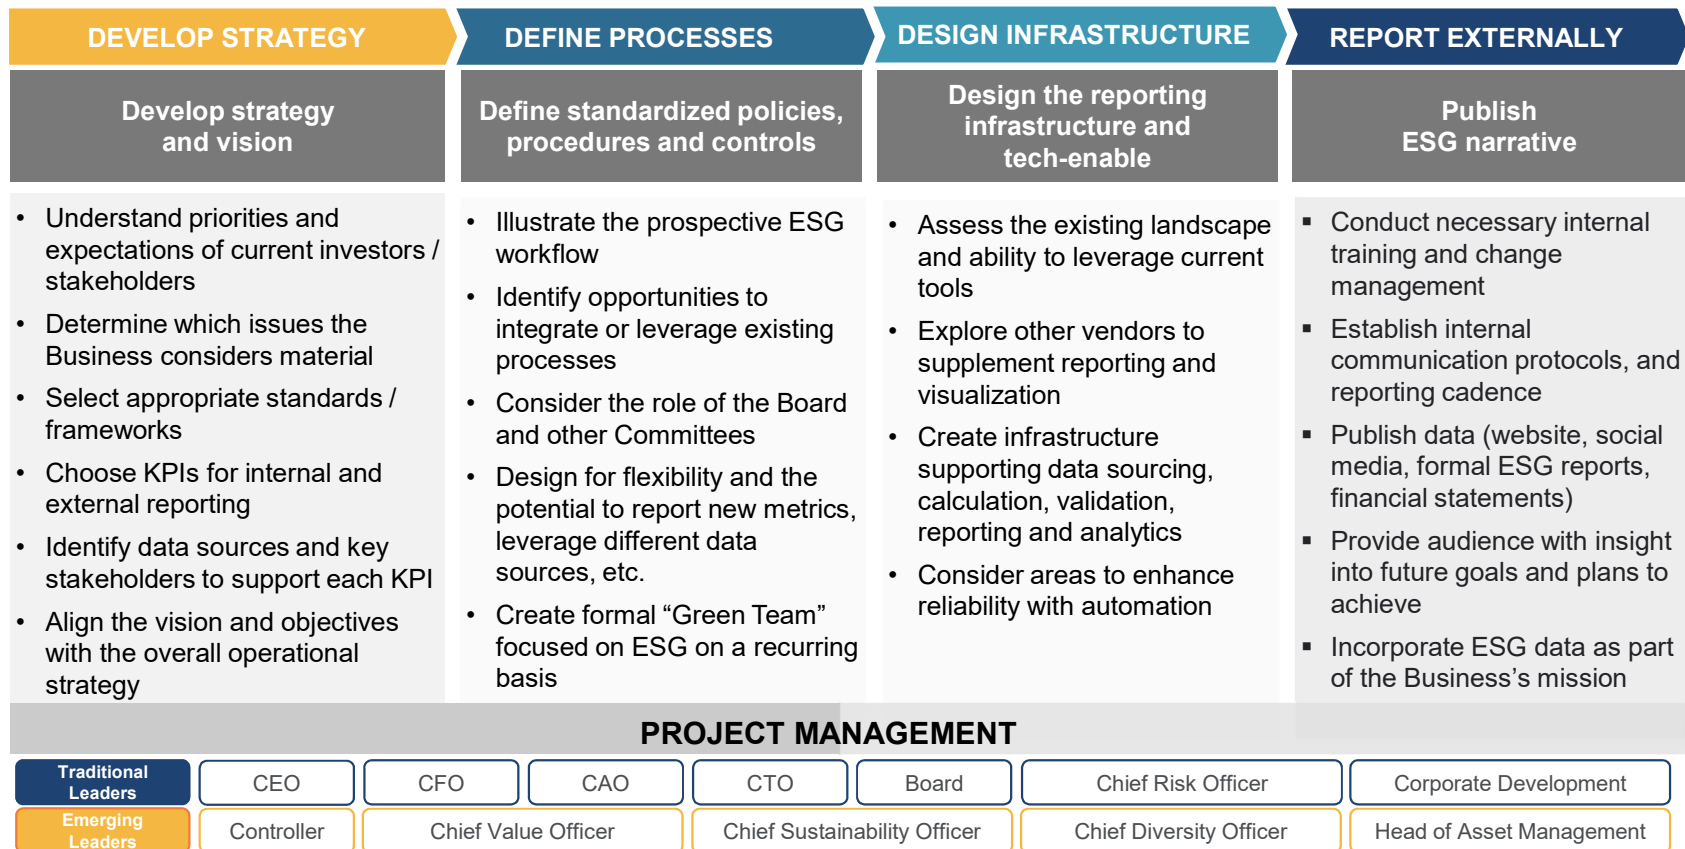 DEVELOP STRATEGY
DEFINE PROCESSES
DESIGN INFRASTRUCTURE
REPORT EXTERNALLY
Develop strategy
and vision
Define standardized policies,
procedures and controls
Design the reporting
infrastructure and
tech-enable
Publish
ESG narrative
• Understand priorities and
expectations of current investors /
stakeholders
• Determine which issues the
Business considers material
• Select appropriate standards /
frameworks
• Choose KPIs for internal and
external reporting
• Identify data sources and key
stakeholders to support each KPI
• Align the vision and objectives
with the overall operational
strategy
• Illustrate the prospective ESG
workflow
• Identify opportunities to
integrate or leverage existing
processes
• Consider the role of the Board
and other Committees
• Design for flexibility and the
potential to report new metrics,
leverage different data
sources, etc.
• Create formal “Green Team”
focused on ESG on a recurring
basis
• Assess the existing landscape
and ability to leverage current
tools
• Explore other vendors to
supplement reporting and
visualization
• Create infrastructure
supporting data sourcing,
calculation, validation,
reporting and analytics
• Consider areas to enhance
reliability with automation
▪ Conduct necessary internal
training and change
management
▪ Establish internal
communication protocols, and
reporting cadence
▪ Publish data (website, social
media, formal ESG reports,
financial statements)
▪ Provide audience with insight
into future goals and plans to
achieve
▪ Incorporate ESG data as part
of the Business’s mission
PROJECT MANAGEMENT
Traditional
Leaders
CEO
CFO
CAO
CTO
Board
Chief Risk Officer
Corporate Development
Emerging
Leaders
Controller
Chief Value Officer
Chief Sustainability Officer
Chief Diversity Officer
Head of Asset Management